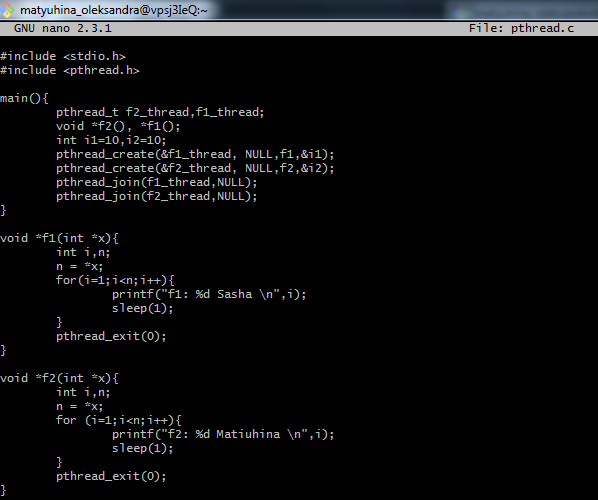 matyuhina_oleksandra@vpsj3IeQ:~
GNU nano 2.3.1 File: pthread.c
#include <stdio.h>
#include <pthread.h>
main(){
pthread_t f2_thread,f1_thread;
void *f2(), *f1();
int i1=10,i2=10;
pthread_create(&f1_thread, NULL,f1,&i1);
pthread_create(&f2_thread, NULL,f2,&i2);
pthread_join(f1_thread,NULL);
pthread_join(f2_thread,NULL);
}
void *f1(int *x){
int i,n;
n = *x;
for(i=1;i<n;i++){
printf("f1: %d Sasha \n",i);
sleep(1);
}
pthread_exit(0);
}
void *f2(int *x){
int i,n;
n = *x;
for (i=1;i<n;i++){
printf("f2: %d Matiuhina \n",i);
sleep(1);
}
pthread_exit(0);
}